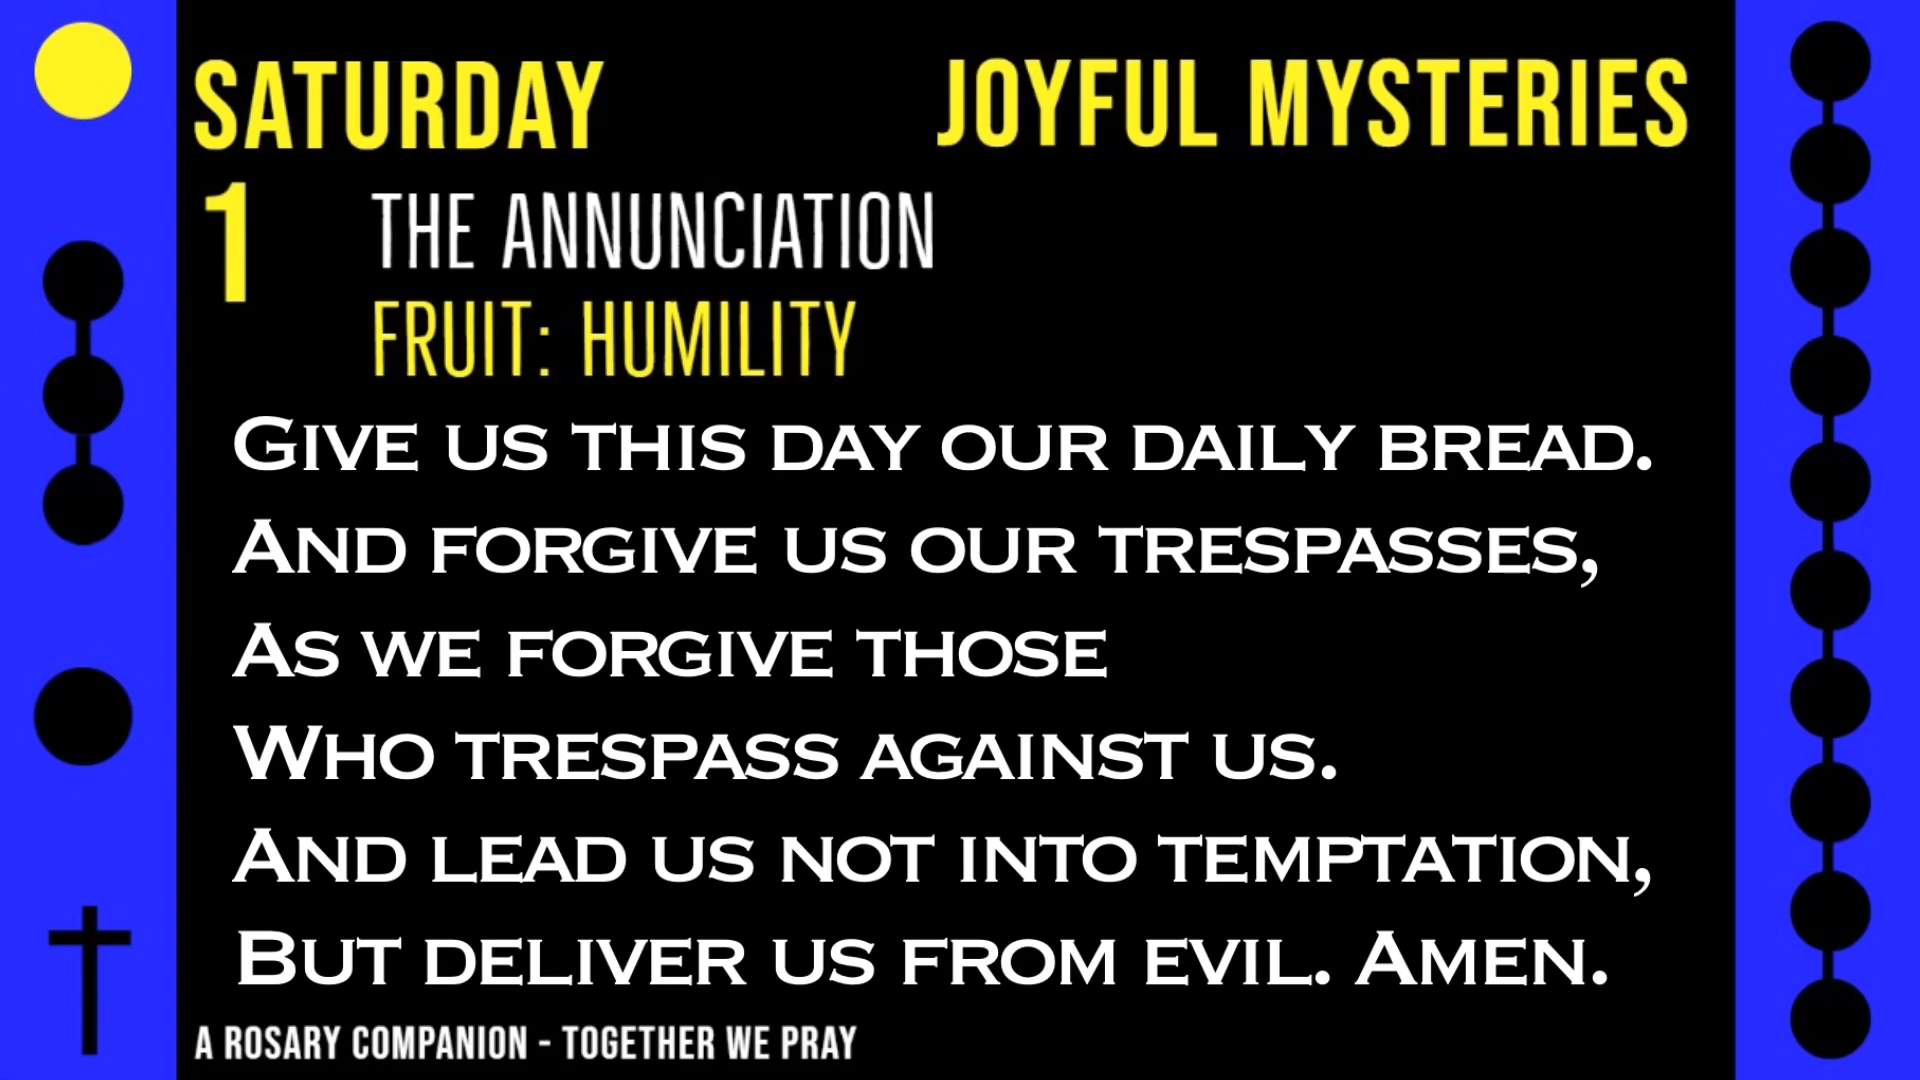 SATURDAY JOYFUL MYSTERIES
1 THE ANNUNCIATION
FRUIT: HUMILITY
GIVE US THIS DAY OUR DAILY BREAD.
AND FORGIVE US OUR TRESPASSES,
AS WE FORGIVE THOSE
WHO TRESPASS AGAINST US.
AND LEAD US NOT INTO TEMPTATION,
BUT DELIVER US FROM EVIL. AMEN.
A ROSARY COMPANION - TOGETHER WE PRAY